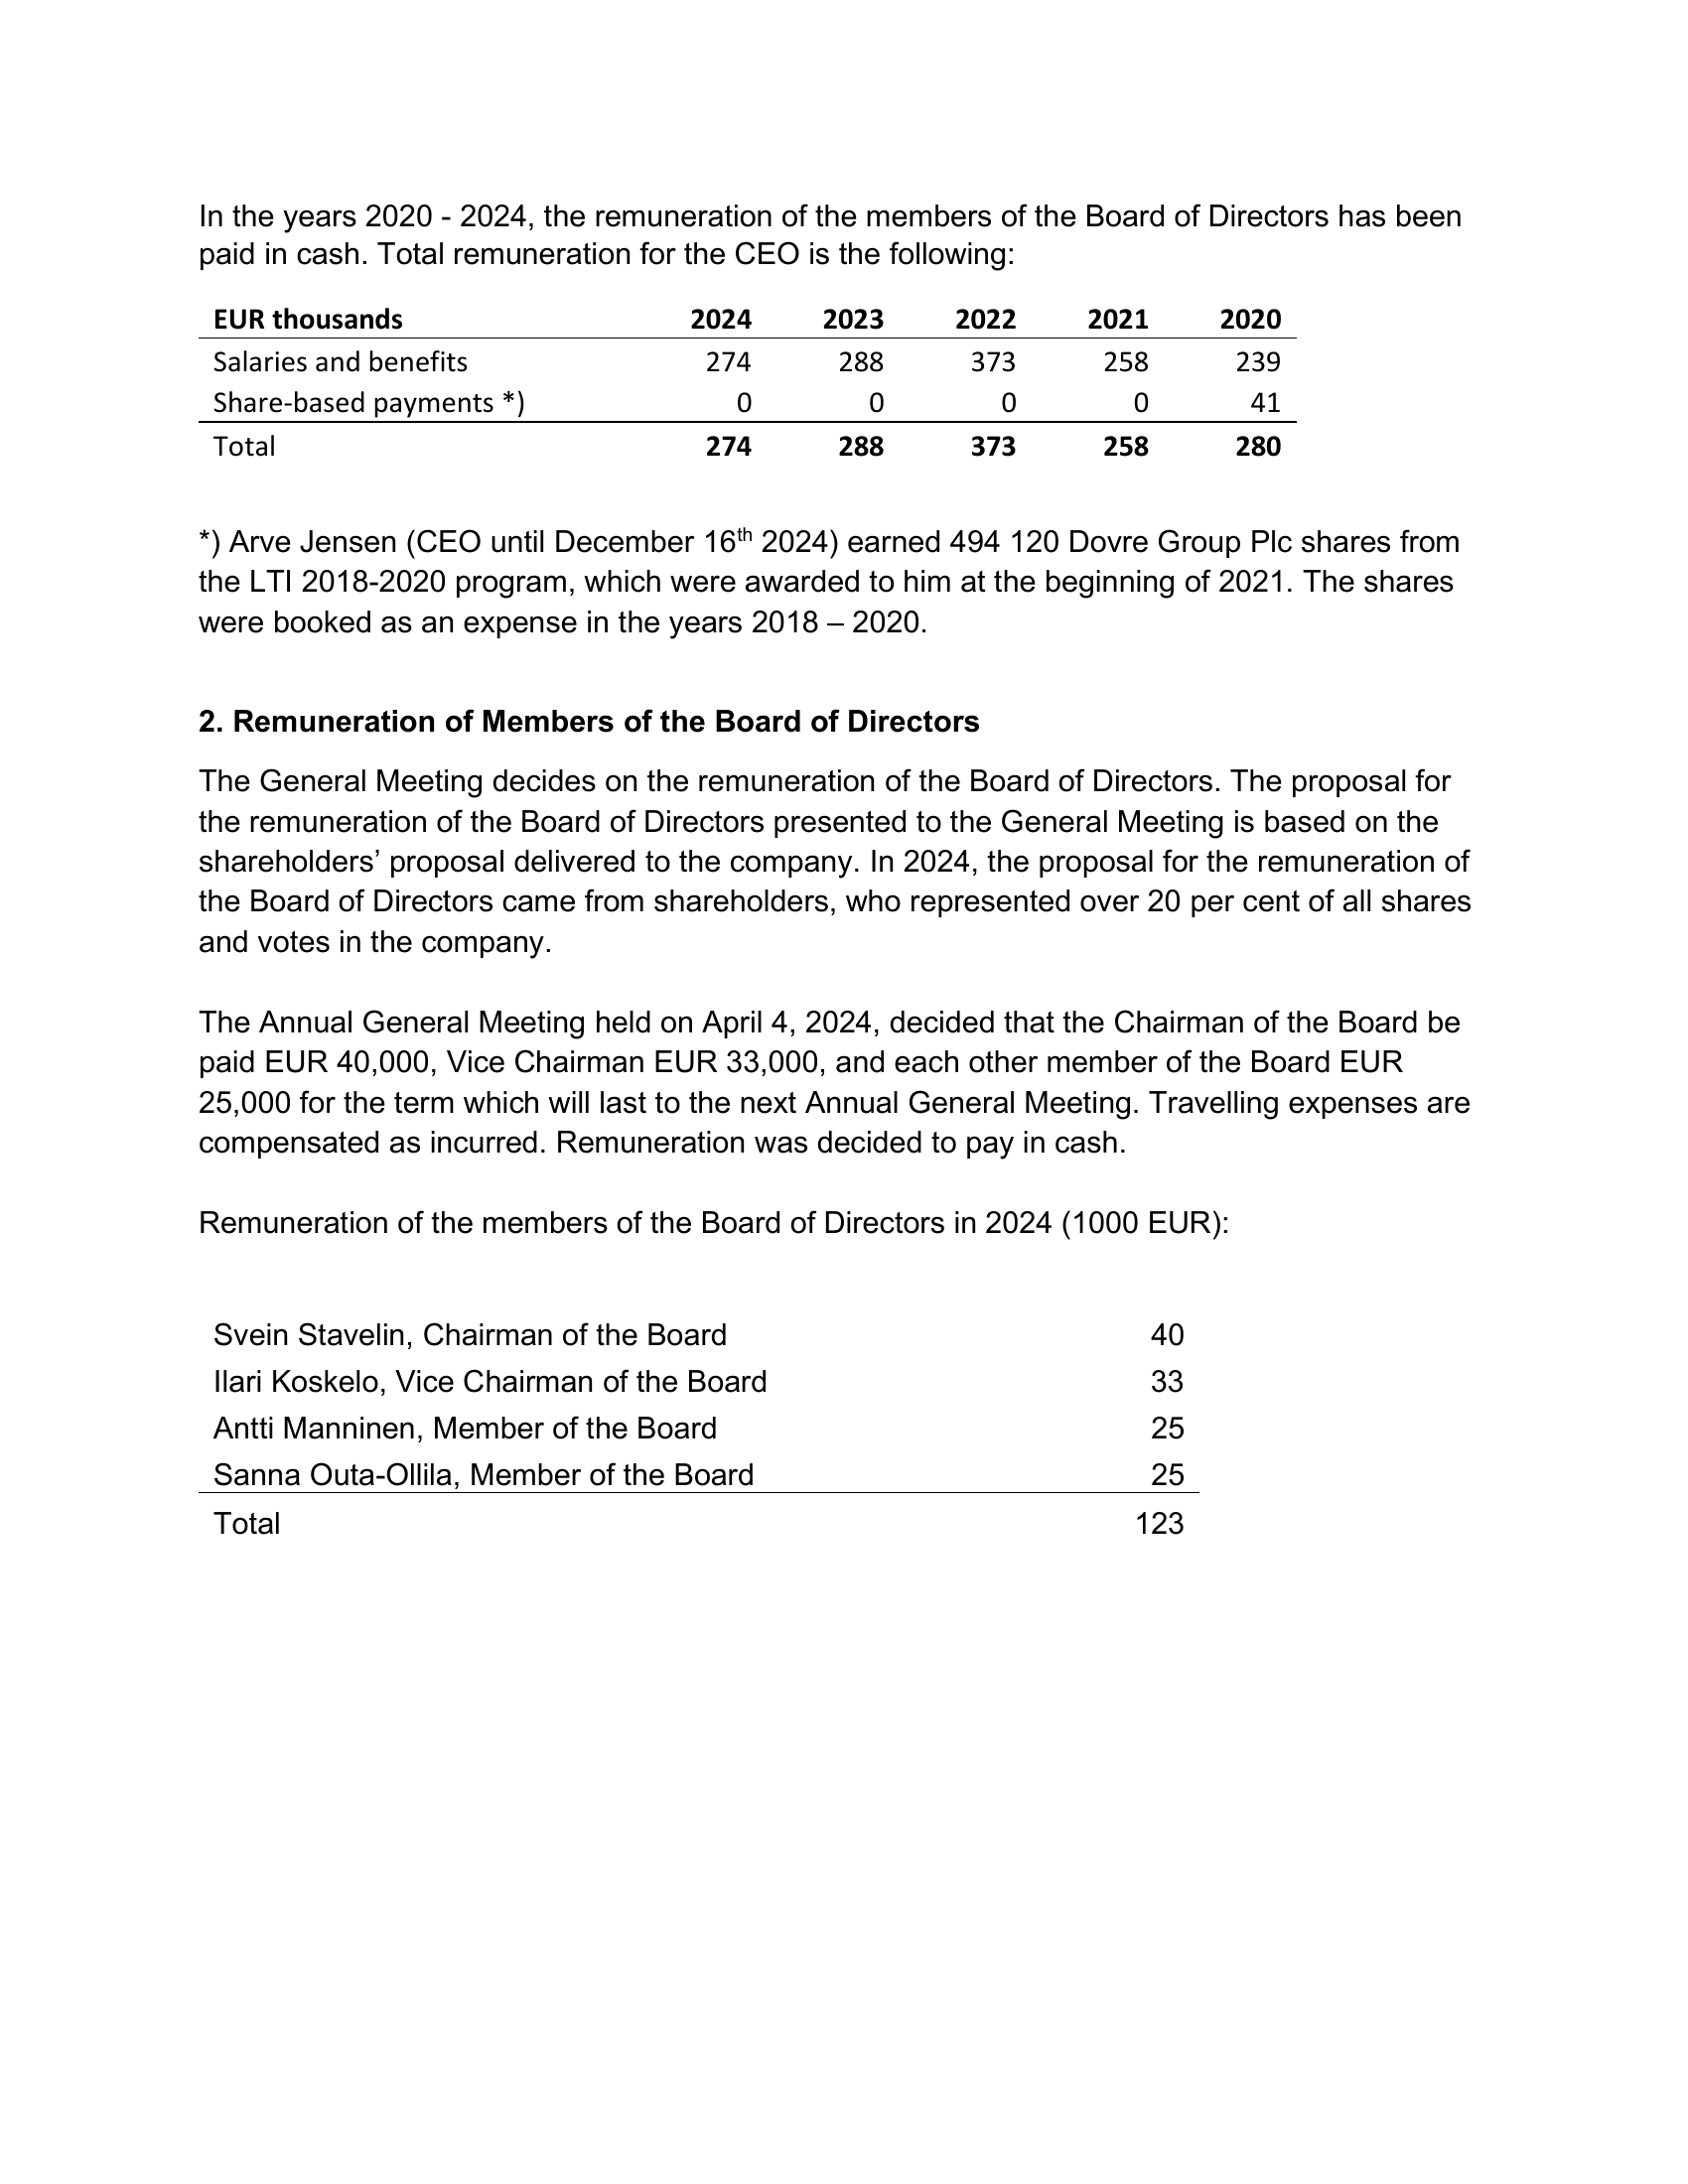 In the years 2020 - 2024, the remuneration of the members of the Board of Directors has been
paid in cash. Total remuneration for the CEO is the following:
EUR thousands 2024 2023 2022 2021 2020
Salaries and benefits 274 288 373 258 239
Share-based payments *) 0 0 0 0 41
Total 274 288 373 258 280
*) Arve Jensen (CEO until December 16th 2024) earned 494 120 Dovre Group Plc shares from
the LTI 2018-2020 program, which were awarded to him at the beginning of 2021. The shares
were booked as an expense in the years 2018 – 2020.
2. Remuneration of Members of the Board of Directors
The General Meeting decides on the remuneration of the Board of Directors. The proposal for
the remuneration of the Board of Directors presented to the General Meeting is based on the
shareholders’ proposal delivered to the company. In 2024, the proposal for the remuneration of
the Board of Directors came from shareholders, who represented over 20 per cent of all shares
and votes in the company.
The Annual General Meeting held on April 4, 2024, decided that the Chairman of the Board be
paid EUR 40,000, Vice Chairman EUR 33,000, and each other member of the Board EUR
25,000 for the term which will last to the next Annual General Meeting. Travelling expenses are
compensated as incurred. Remuneration was decided to pay in cash.
Remuneration of the members of the Board of Directors in 2024 (1000 EUR):
Svein Stavelin, Chairman of the Board 40
Ilari Koskelo, Vice Chairman of the Board 33
Antti Manninen, Member of the Board 25
Sanna Outa-Ollila, Member of the Board 25
Total 123